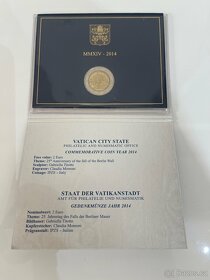 MMXIV - 2014
VATICAN CITY STATE
PHILATELIC AND NUMISMATIC OFFICE
COMMEMORATIVE COIN YEAR 2014
Face value: 2 Euro
Theme: 25th Anniversary of the fall of the Berlin Wall
Sculptor: Gabriella Titotto
Engraver: Claudia Momoni
Coinage: IPZS - Italy
STAAT DER VATIKANSTADT
AMT FÜR PHILATELIE UND NUMISMATIK
GEDENKMÜNZE JAHR 2014
Nominalwert: 2 Euro
Thema: 25. Jahrestag des Falls der Berliner Mauer
Bildhauerin: Gabriella Titotto
Kupferstecher: Claudia Momoni
Prägeanstalt: IPZS - Italien